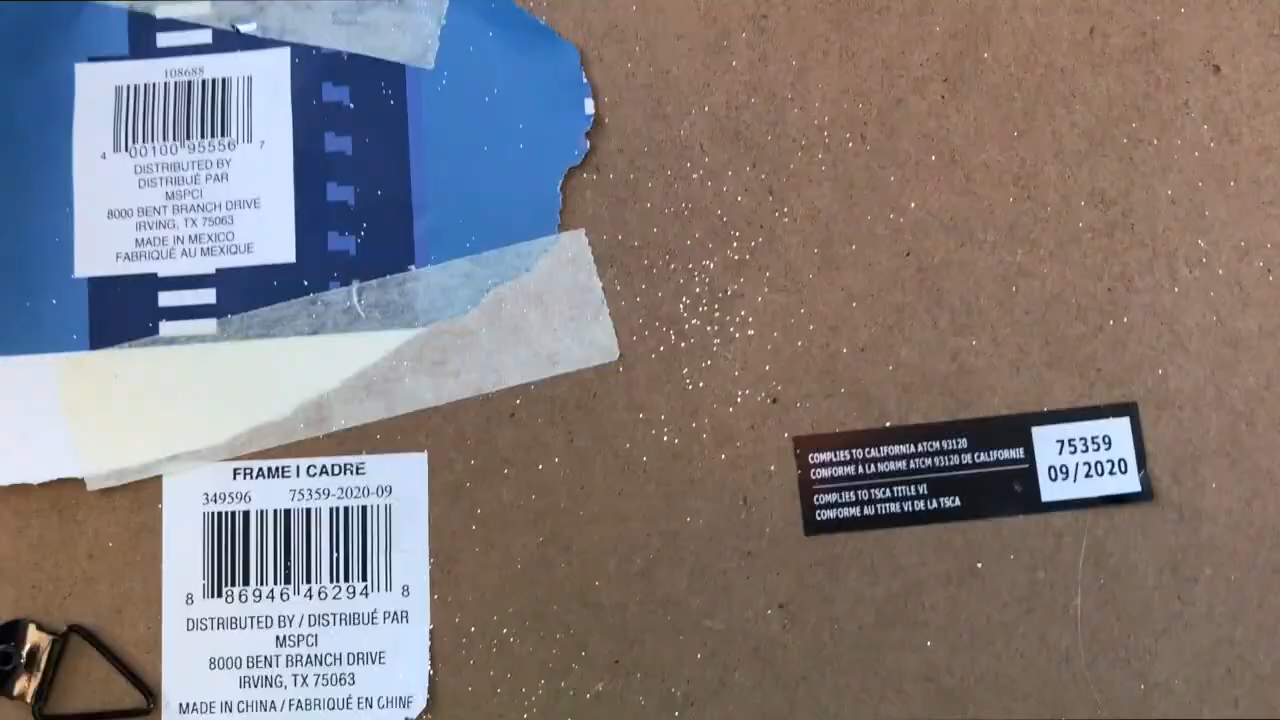 108688
4 00100 95556 7
DISTRIBUTED BY
DISTRIBUÉ PAR
MSPCI
8000 BENT BRANCH DRIVE
IRVING, TX 75063
MADE IN MEXICO
FABRIQUÉ AU MEXIQUE
FRAME I CADRE
349596 75359-2020-09
8 86946 46294 8
DISTRIBUTED BY / DISTRIBUÉ PAR
MSPCI
8000 BENT BRANCH DRIVE
IRVING, TX 75063
MADE IN CHINA / FABRIQUÉ EN CHINE
COMPLIES TO CALIFORNIA ATCM 93120
CONFORME À LA NORME ATCM 93120 DE CALIFORNIE
COMPLIES TO TSCA TITLE VI
CONFORME AU TITRE VI DE LA TSCA
75359
09/2020